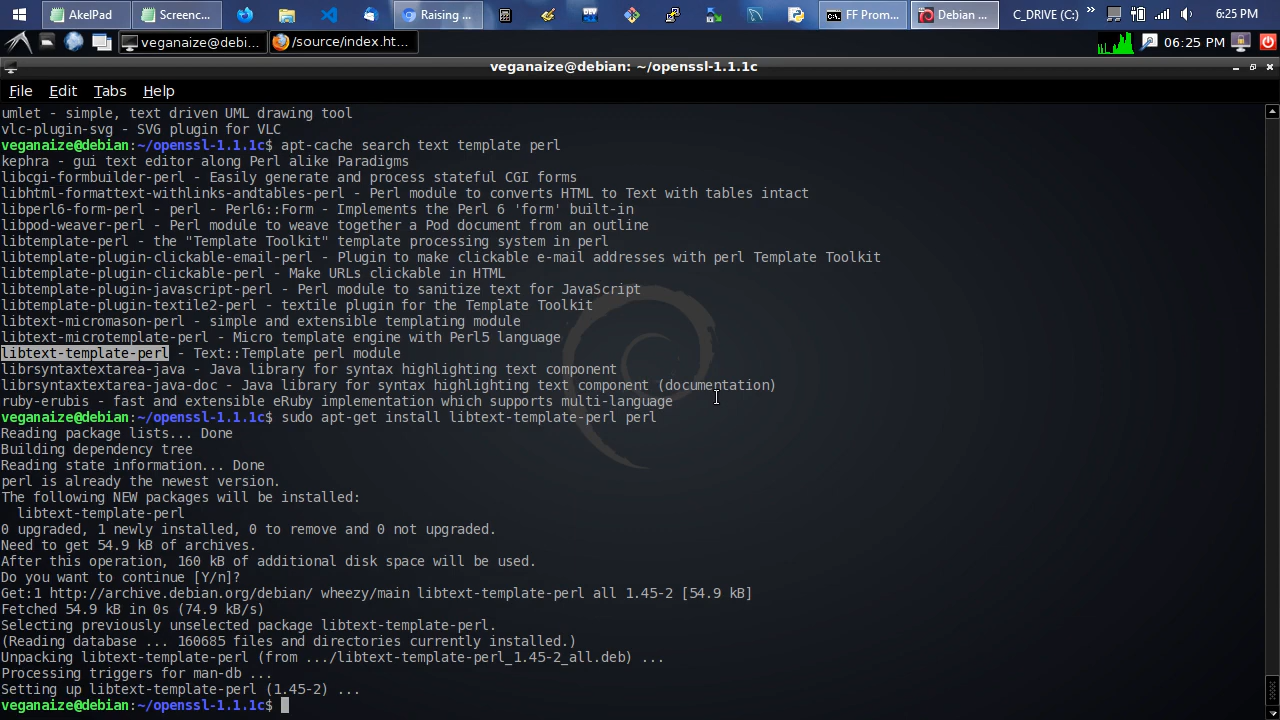 AkelPad
Screenc...
Raising ...
FF Prom...
Debian ...
C_DRIVE (C:)
»
6:25 PM
veganaize@debi...
/source/index.ht...
06:25 PM
veganaize@debian: ~/openssl-1.1.1c
File Edit Tabs Help
umlet - simple, text driven UML drawing tool
vlc-plugin-svg - SVG plugin for VLC
veganaize@debian:~/openssl-1.1.1c$ apt-cache search text template perl
kephra - gui text editor along Perl alike Paradigms
libcgi-formbuilder-perl - Easily generate and process stateful CGI forms
libhtml-formattext-withlinks-andtables-perl - Perl module to converts HTML to Text with tables intact
libperl6-form-perl - perl - Perl6::Form - Implements the Perl 6 'form' built-in
libpod-weaver-perl - Perl module to weave together a Pod document from an outline
libtemplate-perl - the "Template Toolkit" template processing system in perl
libtemplate-plugin-clickable-email-perl - Plugin to make clickable e-mail addresses with perl Template Toolkit
libtemplate-plugin-clickable-perl - Make URLs clickable in HTML
libtemplate-plugin-javascript-perl - Perl module to sanitize text for JavaScript
libtemplate-plugin-textile2-perl - textile plugin for the Template Toolkit
libtext-micromason-perl - simple and extensible templating module
libtext-microtemplate-perl - Micro template engine with Perl5 language
libtext-template-perl - Text::Template perl module
librsyntaxtextarea-java - Java library for syntax highlighting text component
librsyntaxtextarea-java-doc - Java library for syntax highlighting text component (documentation)
ruby-erubis - fast and extensible eRuby implementation which supports multi-language
veganaize@debian:~/openssl-1.1.1c$ sudo apt-get install libtext-template-perl perl
Reading package lists... Done
Building dependency tree
Reading state information... Done
perl is already the newest version.
The following NEW packages will be installed:
  libtext-template-perl
0 upgraded, 1 newly installed, 0 to remove and 0 not upgraded.
Need to get 54.9 kB of archives.
After this operation, 160 kB of additional disk space will be used.
Do you want to continue [Y/n]?
Get:1 http://archive.debian.org/debian/ wheezy/main libtext-template-perl all 1.45-2 [54.9 kB]
Fetched 54.9 kB in 0s (74.9 kB/s)
Selecting previously unselected package libtext-template-perl.
(Reading database ... 160685 files and directories currently installed.)
Unpacking libtext-template-perl (from .../libtext-template-perl_1.45-2_all.deb) ...
Processing triggers for man-db ...
Setting up libtext-template-perl (1.45-2) ...
veganaize@debian:~/openssl-1.1.1c$